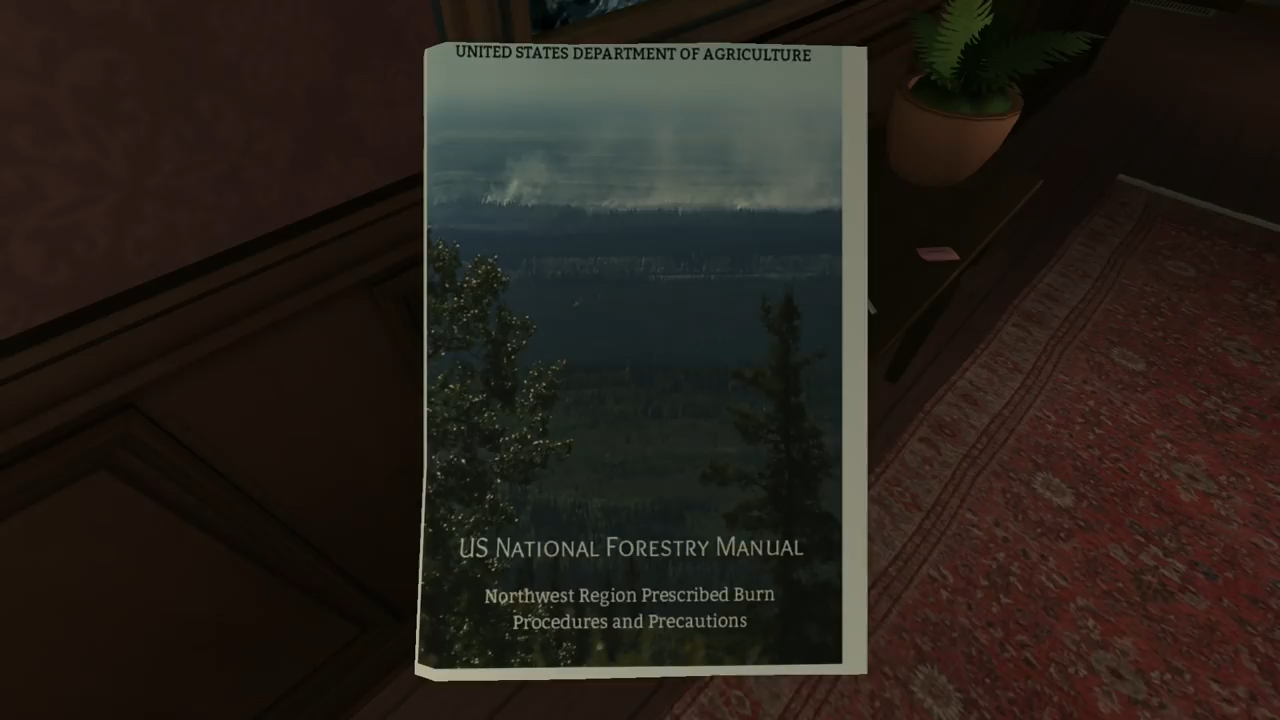 UNITED STATES DEPARTMENT OF AGRICULTURE
US NATIONAL FORESTRY MANUAL
Northwest Region Prescribed Burn
Procedures and Precautions